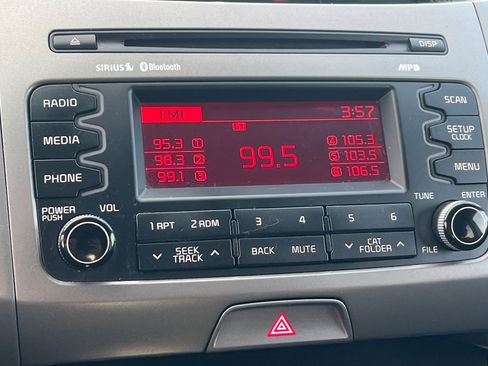 DISP
SIRIUS Bluetooth MP3
RADIO
MEDIA
PHONE
FM1 3:57
95.3 1
98.3 2
99.1 3
99.5
4 105.3
5 103.5
6 106.5
SCAN
SETUP
CLOCK
MENU
POWER
PUSH
VOL
TUNE
ENTER
FILE
1 RPT 2 RDM 3 4 5 6
SEEK
TRACK
BACK MUTE
CAT
FOLDER